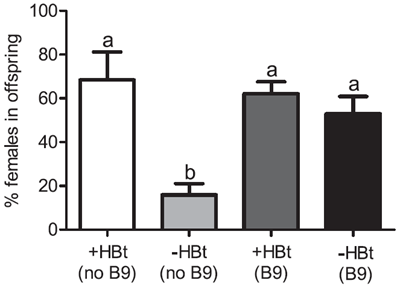 % females in offspring
100
80
60
40
20
0
a
b
a
a
+HBt
(no B9)
-HBt
(no B9)
+HBt
(B9)
-HBt
(B9)